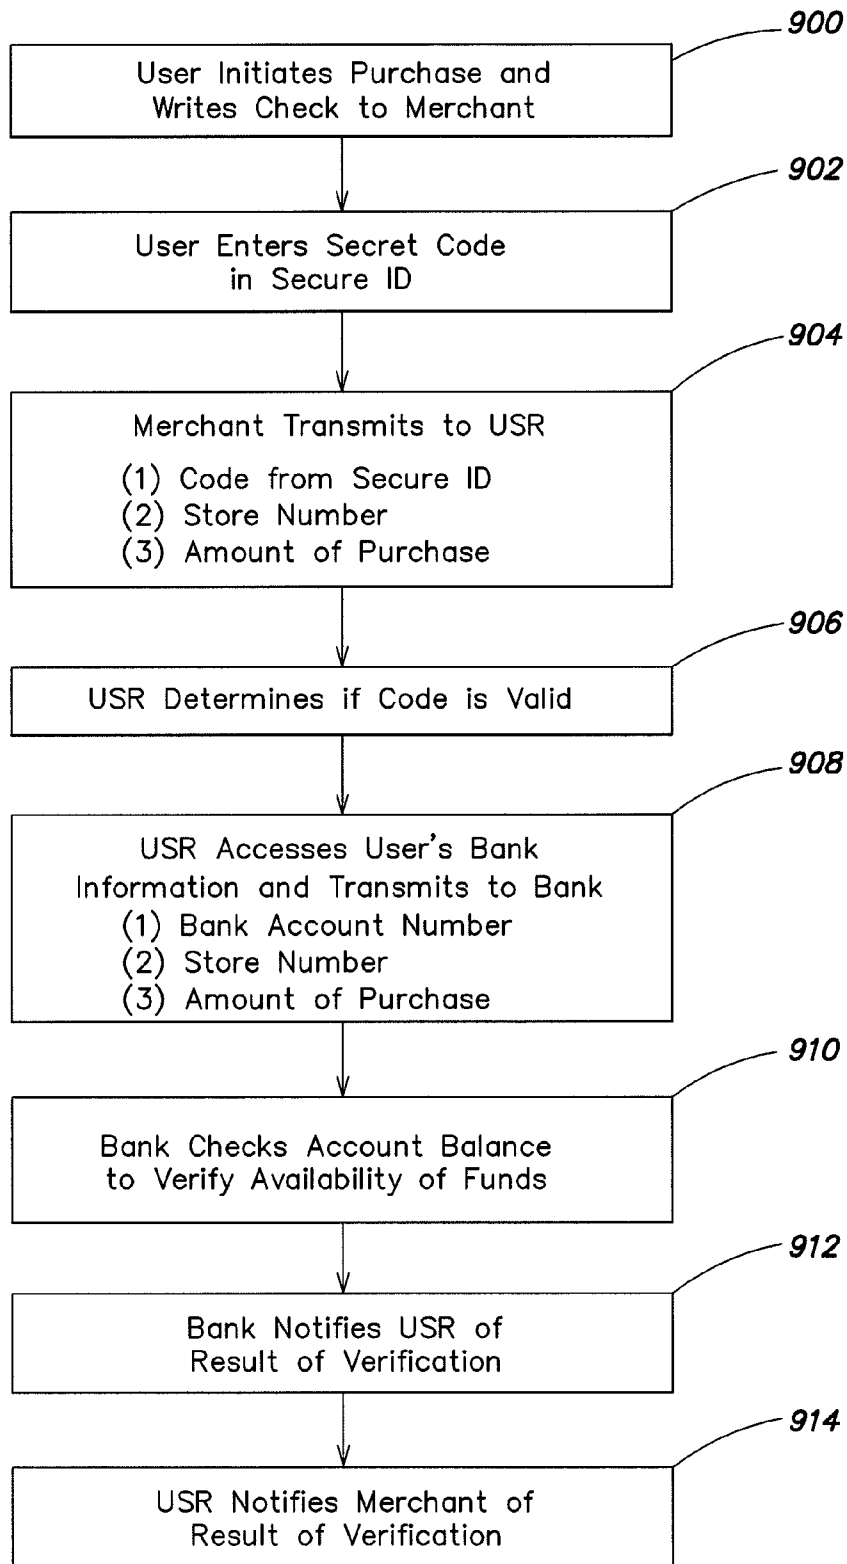 900
User Initiates Purchase and
Writes Check to Merchant
902
User Enters Secret Code
in Secure ID
904
Merchant Transmits to USR
(1) Code from Secure ID
(2) Store Number
(3) Amount of Purchase
906
USR Determines if Code is Valid
908
USR Accesses User's Bank
Information and Transmits to Bank
(1) Bank Account Number
(2) Store Number
(3) Amount of Purchase
910
Bank Checks Account Balance
to Verify Availability of Funds
912
Bank Notifies USR of
Result of Verification
914
USR Notifies Merchant of
Result of Verification